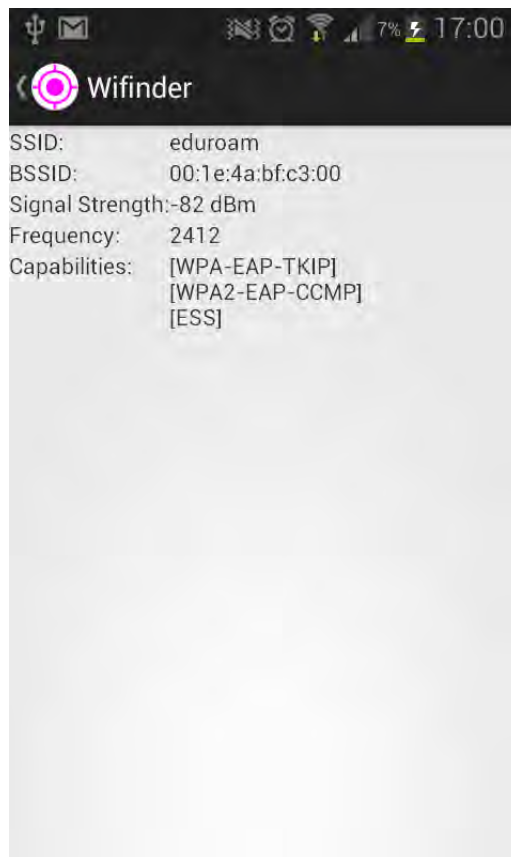 7% 17:00
Wifinder
SSID: eduroam
BSSID: 00:1e:4a:bf:c3:00
Signal Strength:-82 dBm
Frequency: 2412
Capabilities: [WPA-EAP-TKIP]
[WPA2-EAP-CCMP]
[ESS]